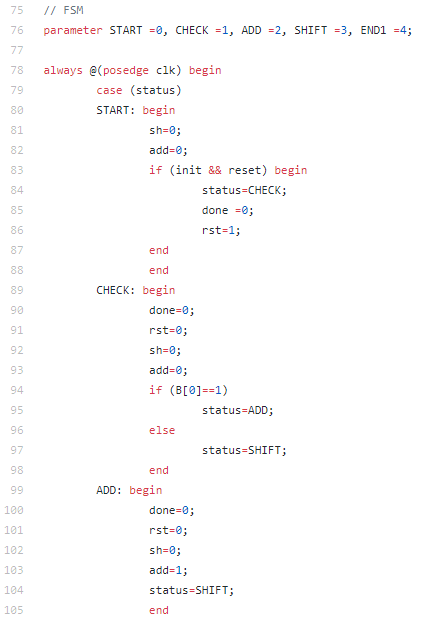 75 // FSM
76 parameter START =0, CHECK =1, ADD =2, SHIFT =3, END1 =4;
77
78 always @(posedge clk) begin
79         case (status)
80         START: begin
81                 sh=0;
82                 add=0;
83                 if (init && reset) begin
84                         status=CHECK;
85                         done =0;
86                         rst=1;
87                 end
88                 end
89         CHECK: begin
90                 done=0;
91                 rst=0;
92                 sh=0;
93                 add=0;
94                 if (B[0]==1)
95                         status=ADD;
96                 else
97                         status=SHIFT;
98                 end
99         ADD: begin
100                 done=0;
101                 rst=0;
102                 sh=0;
103                 add=1;
104                 status=SHIFT;
105                 end